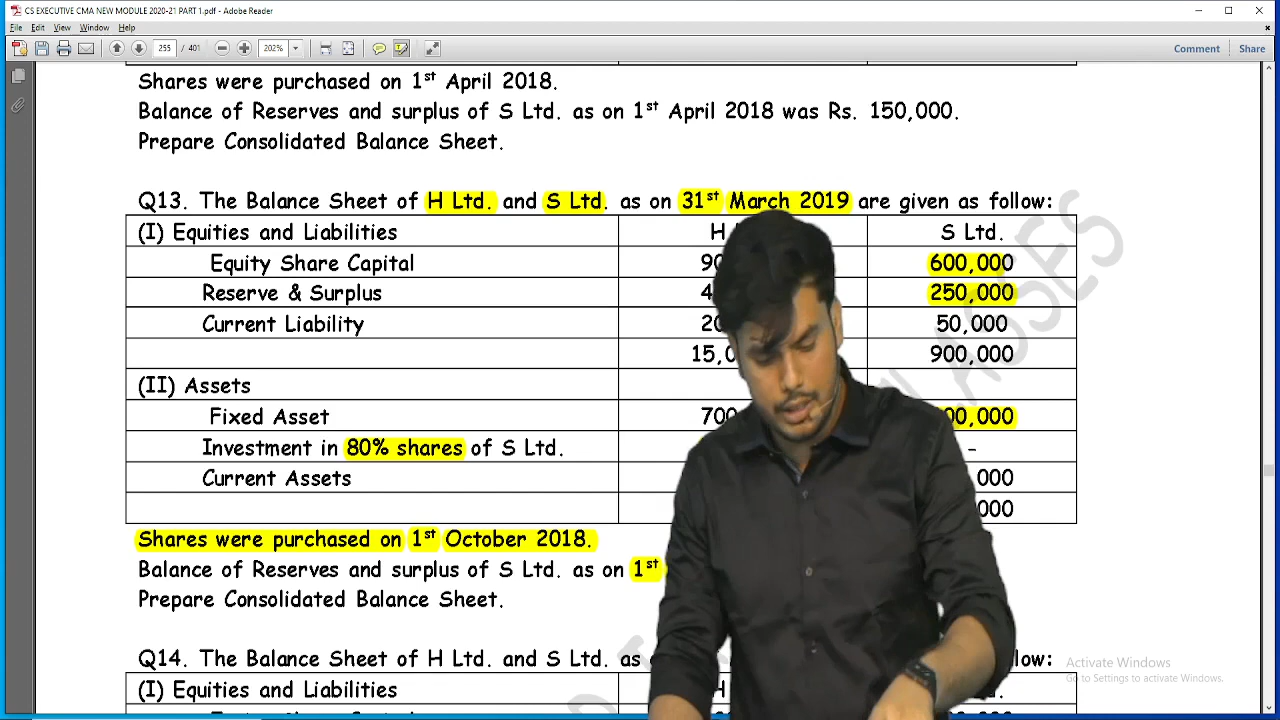 CS EXECUTIVE CMA NEW MODULE 2020-21 PART 1.pdf - Adobe Reader
File Edit View Window Help
255 / 401 202% Comment Share
Shares were purchased on 1st April 2018.
Balance of Reserves and surplus of S Ltd. as on 1st April 2018 was Rs. 150,000.
Prepare Consolidated Balance Sheet.
Q13. The Balance Sheet of H Ltd. and S Ltd. as on 31st March 2019 are given as follow:
(I) Equities and Liabilities H S Ltd.
Equity Share Capital 90 600,000
Reserve & Surplus 4 250,000
Current Liability 20 50,000
15,0 900,000
(II) Assets
Fixed Asset 700 00,000
Investment in 80% shares of S Ltd. -
Current Assets 000
000
Shares were purchased on 1st October 2018.
Balance of Reserves and surplus of S Ltd. as on 1st
Prepare Consolidated Balance Sheet.
Q14. The Balance Sheet of H Ltd. and S Ltd. as low:
(I) Equities and Liabilities H
CLASSES
Activate Windows
Go to Settings to activate Windows.